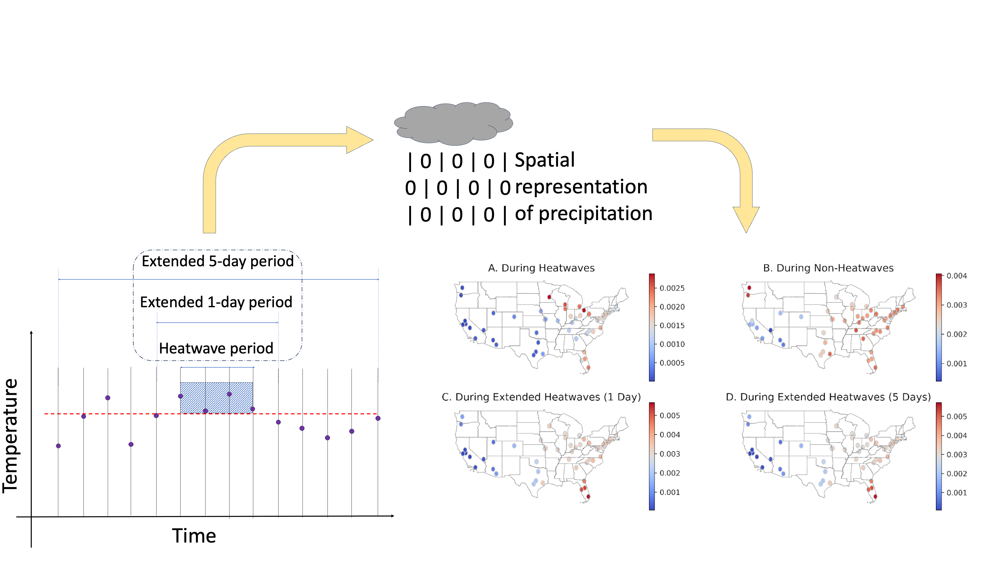 | 0 | 0 | 0 | Spatial
0 | 0 | 0 | 0 representation
| 0 | 0 | 0 | of precipitation
Extended 5-day period
Extended 1-day period
Heatwave period
Temperature
Time
A. During Heatwaves
0.0025
0.0020
0.0015
0.0010
0.0005
B. During Non-Heatwaves
0.004
0.003
0.002
0.001
C. During Extended Heatwaves (1 Day)
0.005
0.004
0.003
0.002
0.001
D. During Extended Heatwaves (5 Days)
0.005
0.004
0.003
0.002
0.001